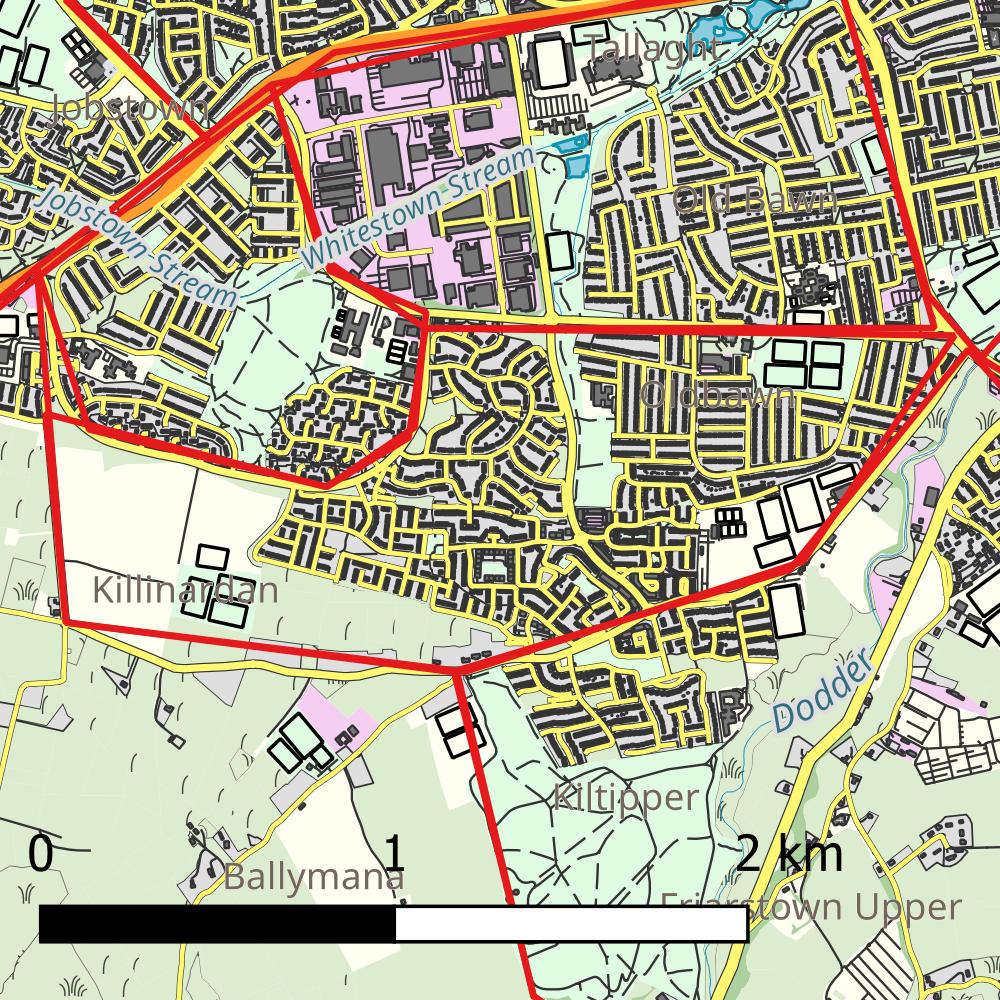 Tallaght
Jobstown
Whitestown Stream
Jobstown Stream
Old Bawn
Oldbawn
Killinardan
Dodder
Kiltipper
0 1 2 km
Ballymana
Friarstown Upper